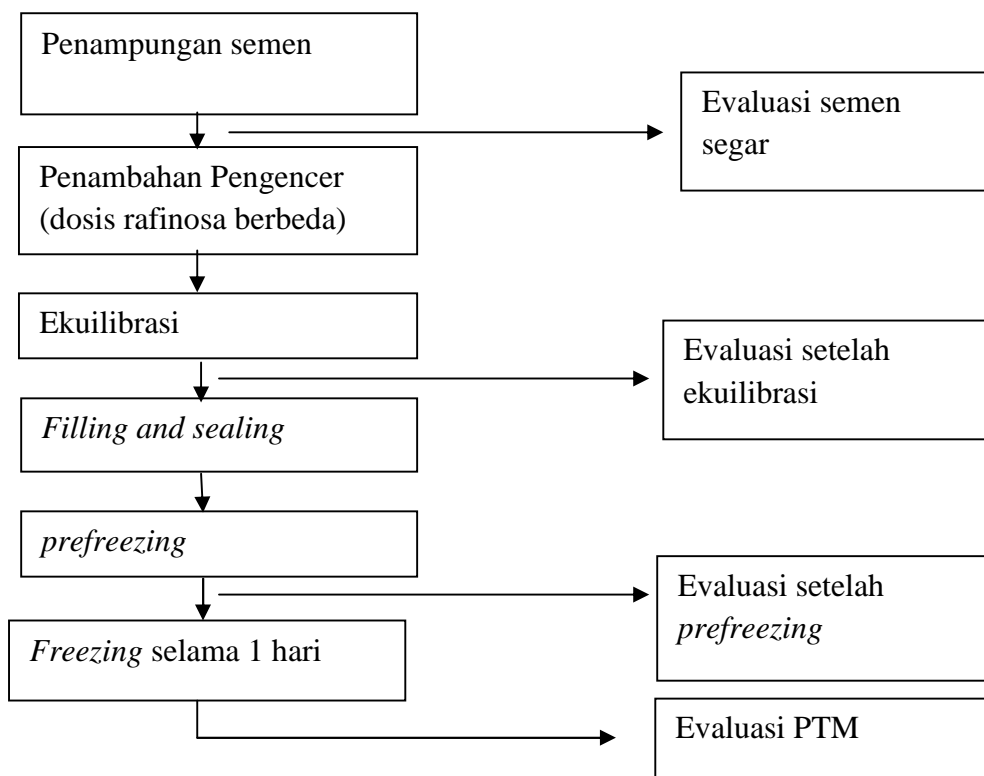 Penampungan semen
Evaluasi semen
segar
Penambahan Pengencer
(dosis rafinosa berbeda)
Ekuilibrasi
Evaluasi setelah
ekuilibrasi
Filling and sealing
prefreezing
Evaluasi setelah
prefreezing
Freezing selama 1 hari
Evaluasi PTM